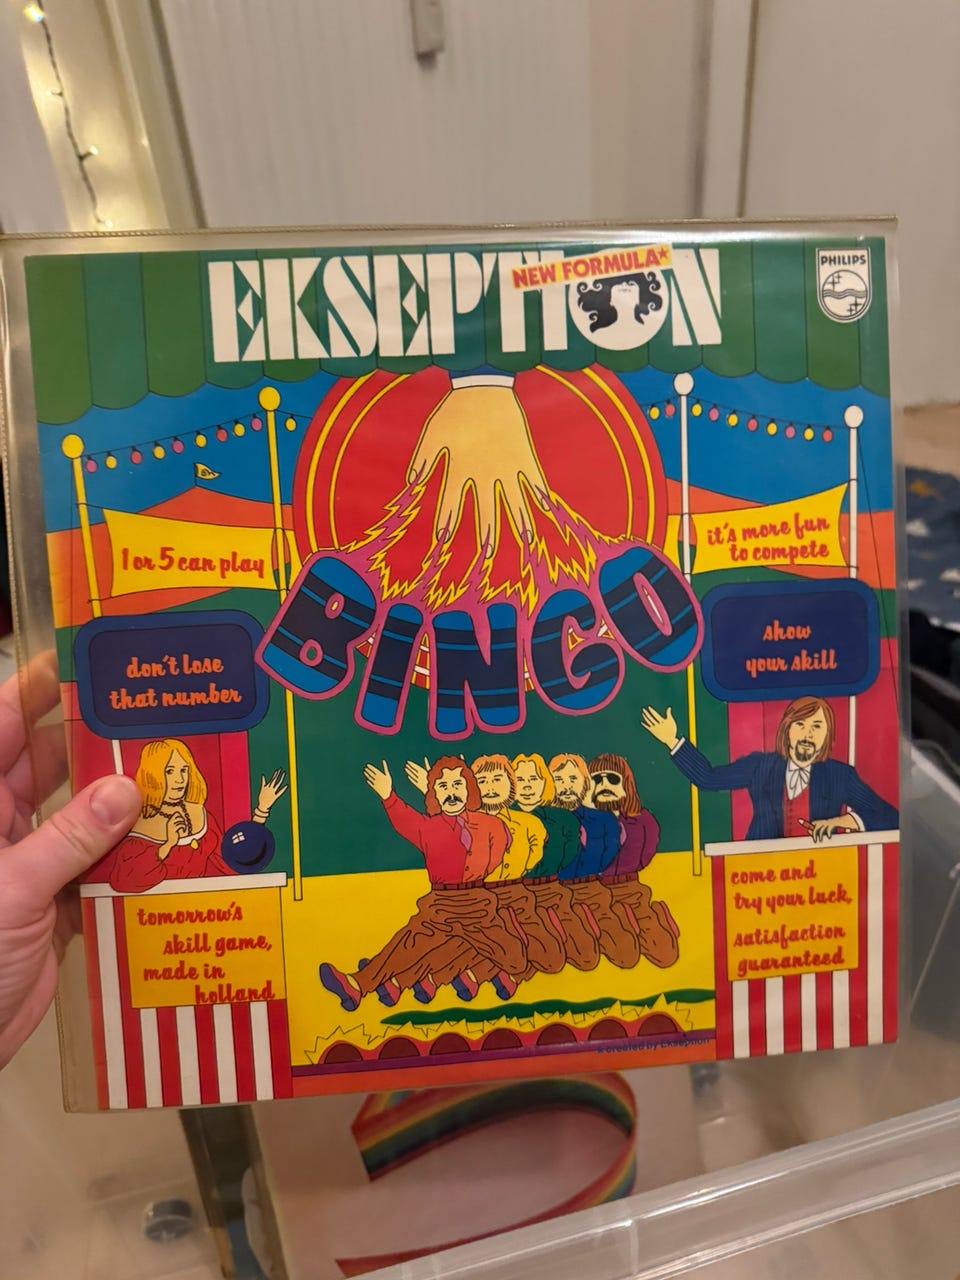 EKSEPTION
NEW FORMULA*
PHILIPS
1 or 5 can play
it's more fun
to compete
BINGO
don't lose
that number
show
your skill
tomorrow's
skill game,
made in
holland
come and
try your luck,
satisfaction
guaranteed
* created by Ekseption